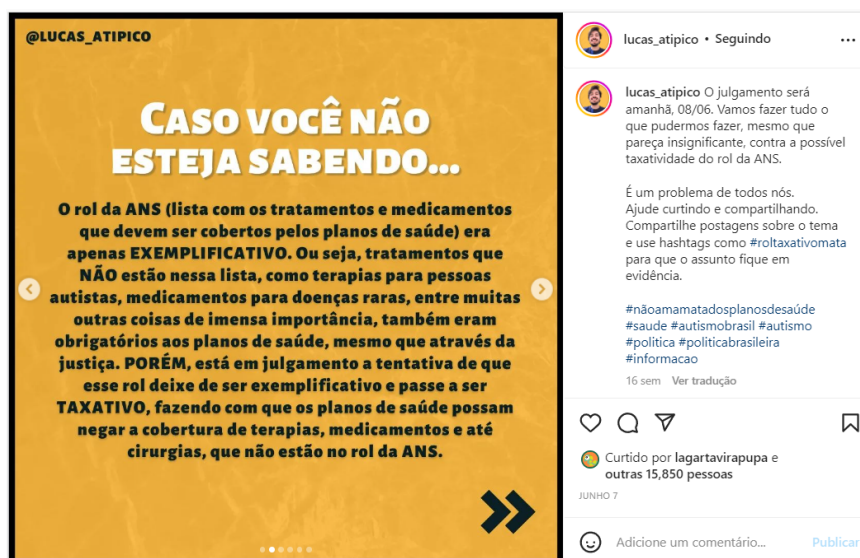 @LUCAS_ATIPICO
CASO VOCÊ NÃO
ESTEJA SABENDO...
O rol da ANS (lista com os tratamentos e medicamentos
que devem ser cobertos pelos planos de saúde) era
apenas EXEMPLIFICATIVO. Ou seja, tratamentos que
NÃO estão nessa lista, como terapias para pessoas
autistas, medicamentos para doenças raras, entre muitas
outras coisas de imensa importância, também eram
obrigatórios aos planos de saúde, mesmo que através da
justiça. PORÉM, está em julgamento a tentativa de que
esse rol deixe de ser exemplificativo e passe a ser
TAXATIVO, fazendo com que os planos de saúde possam
negar a cobertura de terapias, medicamentos e até
cirurgias, que não estão no rol da ANS.
lucas_atipico • Seguindo
lucas_atipico O julgamento será
amanhã, 08/06. Vamos fazer tudo o
que pudermos fazer, mesmo que
pareça insignificante, contra a possível
taxatividade do rol da ANS.
É um problema de todos nós.
Ajude curtindo e compartilhando.
Compartilhe postagens sobre o tema
e use hashtags como #roltaxativomata
para que o assunto fique em
evidência.
#nãoamamatadosplanosdesaúde
#saude #autismobrasil #autismo
#politica #politicabrasileira
#informacao
16 sem Ver tradução
Curtido por lagartavirapupa e
outras 15,850 pessoas
JUNHO 7
Adicione um comentário... Publicar